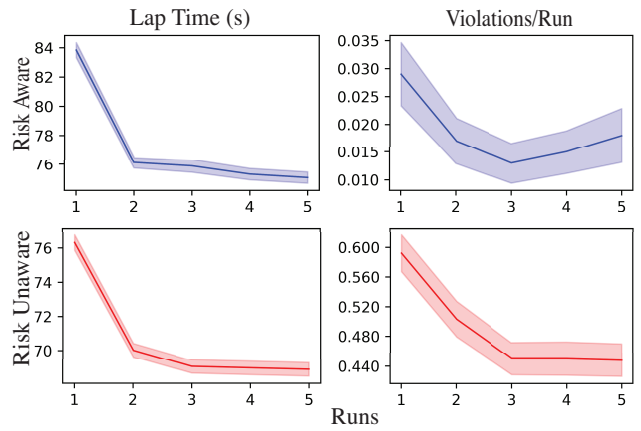 Lap Time (s)
Violations/Run
Risk Aware
84
82
80
78
76
1 2 3 4 5
0.035
0.030
0.025
0.020
0.015
0.010
1 2 3 4 5
Risk Unaware
76
74
72
70
1 2 3 4 5
0.600
0.560
0.520
0.480
0.440
1 2 3 4 5
Runs